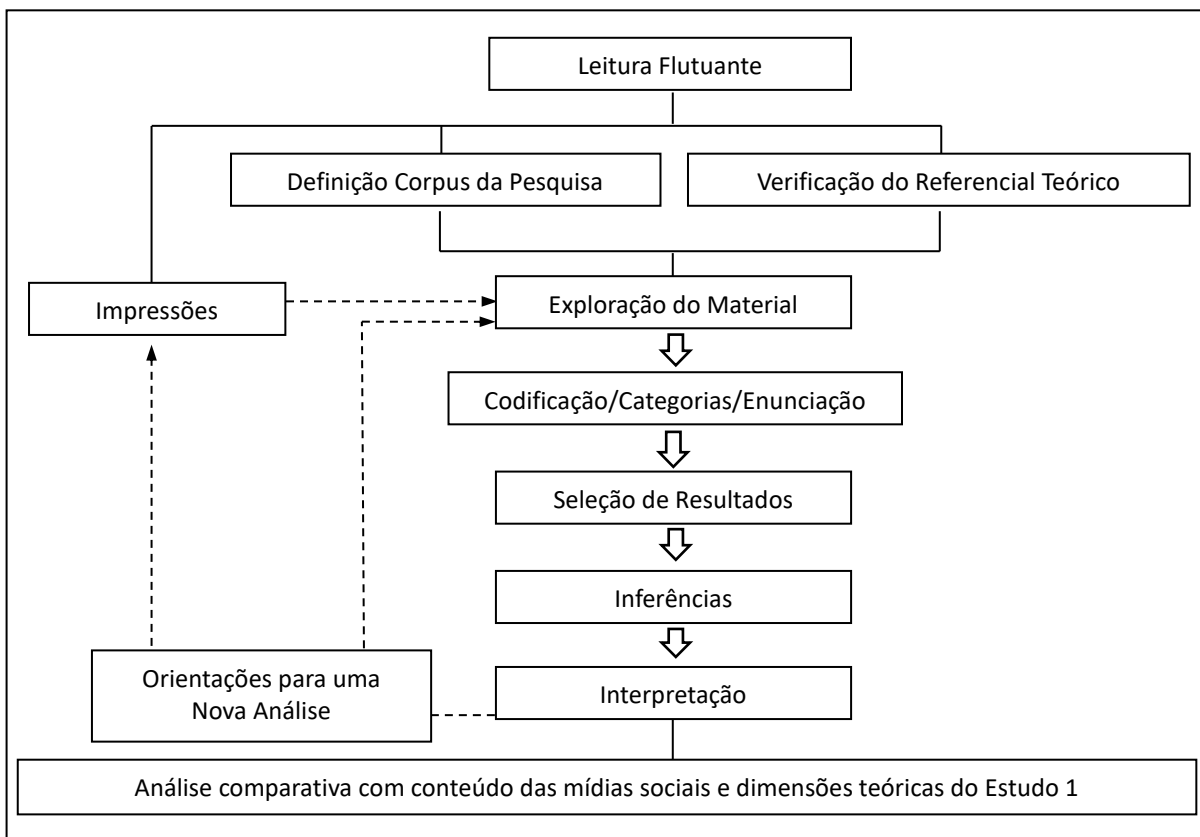 Leitura Flutuante
Definição Corpus da Pesquisa
Verificação do Referencial Teórico
Impressões
Exploração do Material
Codificação/Categorias/Enunciação
Seleção de Resultados
Inferências
Orientações para uma
Nova Análise
Interpretação
Análise comparativa com conteúdo das mídias sociais e dimensões teóricas do Estudo 1